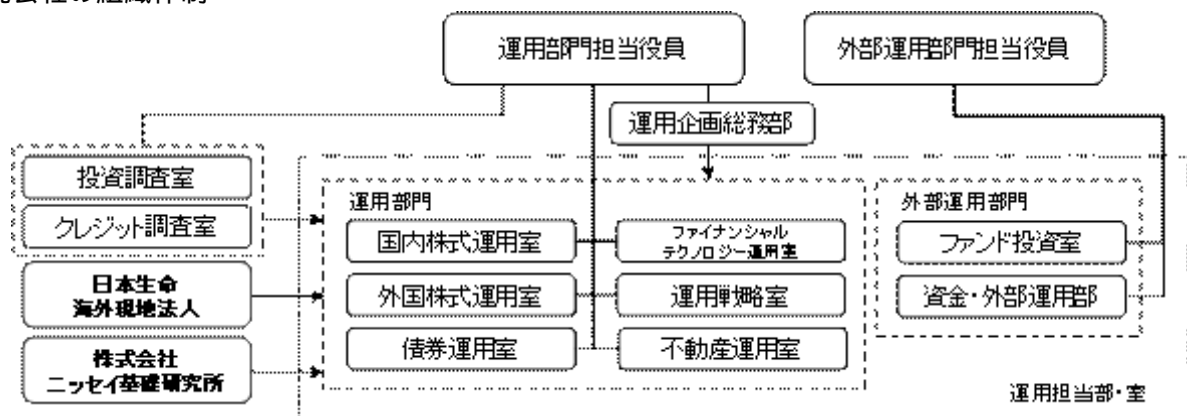 運用部門担当役員
外部運用部門担当役員
運用企画総務部
投資調査室
クレジット調査室
日本生命
海外現地法人
株式会社
ニッセイ基礎研究所
運用部門
国内株式運用室
ファイナンシャル
テクノロジー運用室
外国株式運用室
運用戦略室
債券運用室
不動産運用室
外部運用部門
ファンド投資室
資金・外部運用部
運用担当部・室